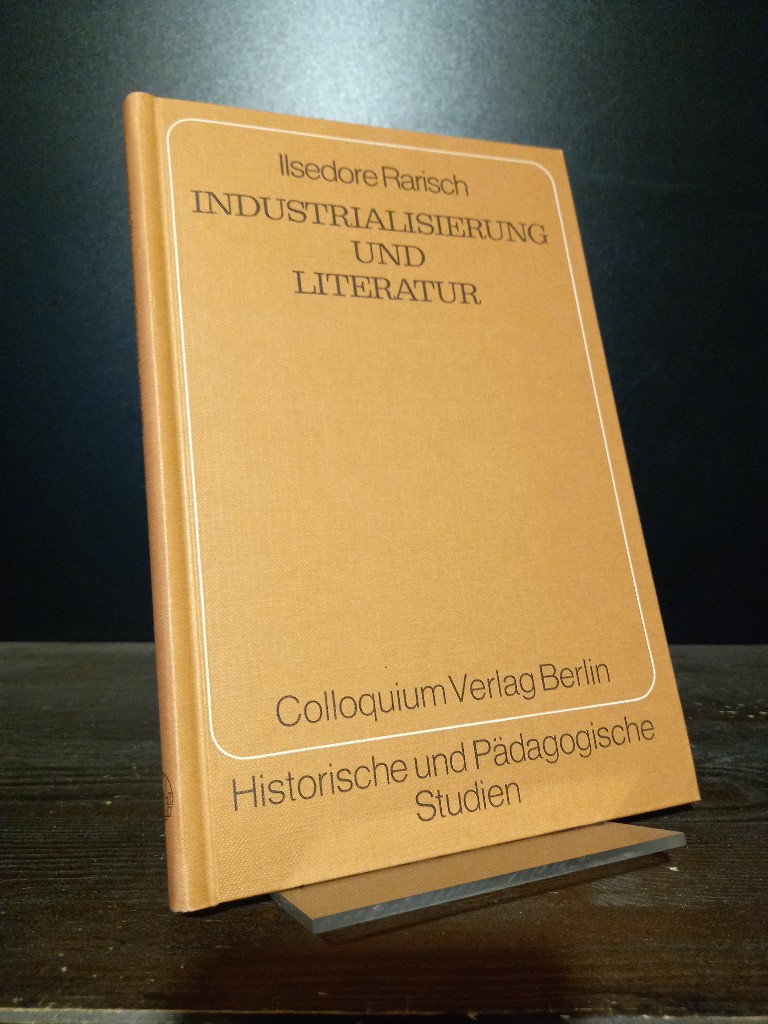 Ilsedore Rarisch
INDUSTRIALISIERUNG
UND
LITERATUR
Colloquium Verlag Berlin
Historische und Pädagogische
Studien